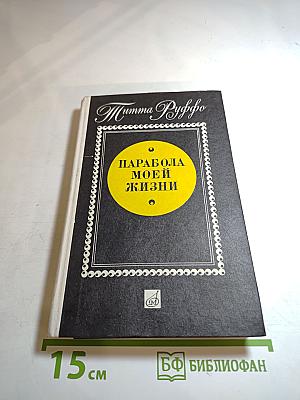 Титта Руффо
ПАРАБОЛА
МОЕЙ
ЖИЗНИ
15 см
БФ БИБЛИОФАН